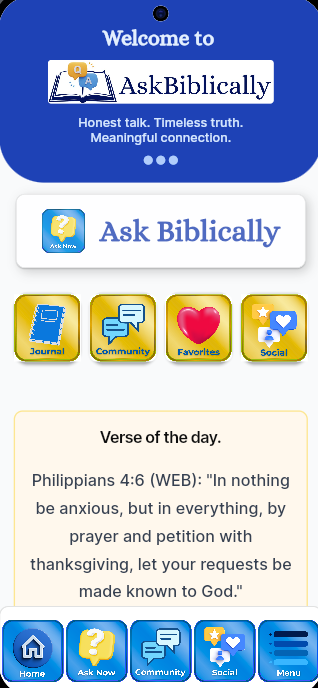 Welcome to
Q
A
AskBiblically
Honest talk. Timeless truth.
Meaningful connection.
Ask Now
Ask Biblically
Journal
Community
Favorites
Social
Verse of the day.
Philippians 4:6 (WEB): "In nothing
be anxious, but in everything, by
prayer and petition with
thanksgiving, let your requests be
made known to God."
Home
Ask Now
Community
Social
Menu